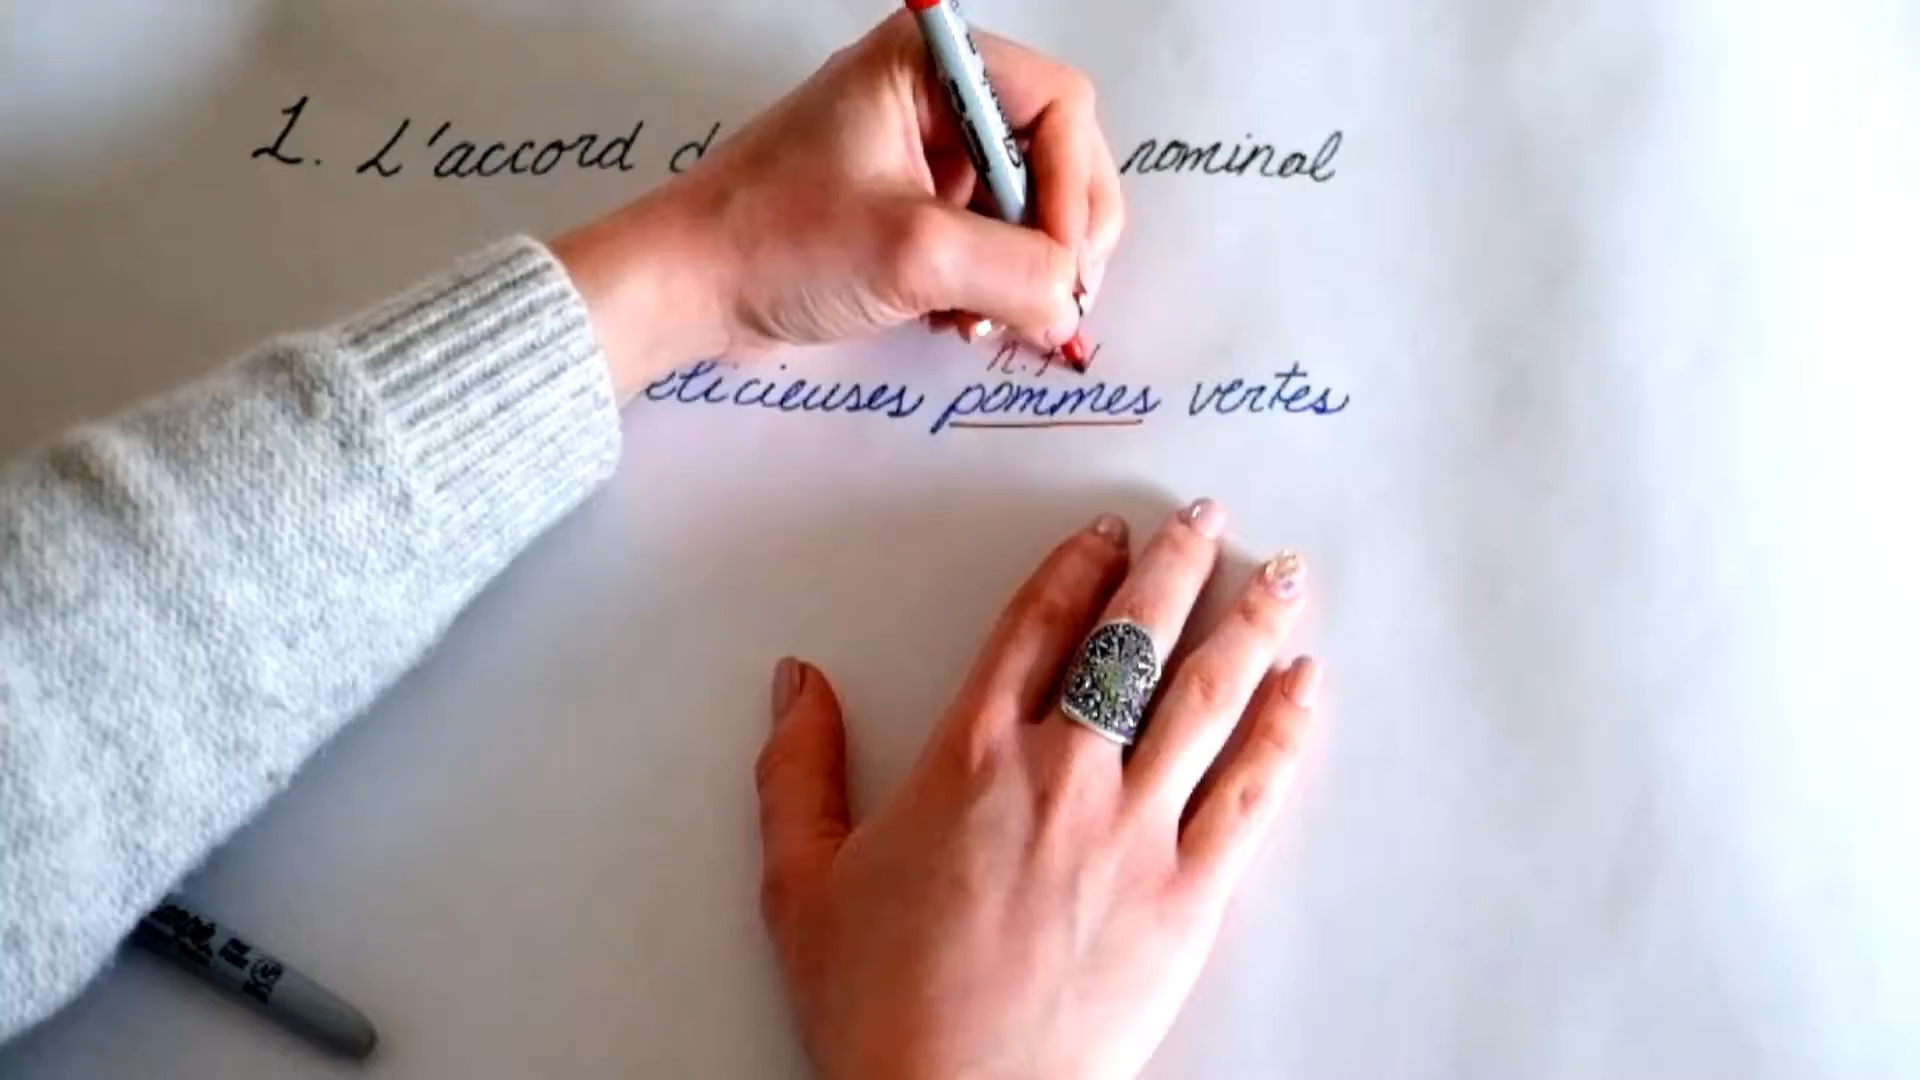 1. L'accord d nominal
n.f
élicieuses pommes vertes